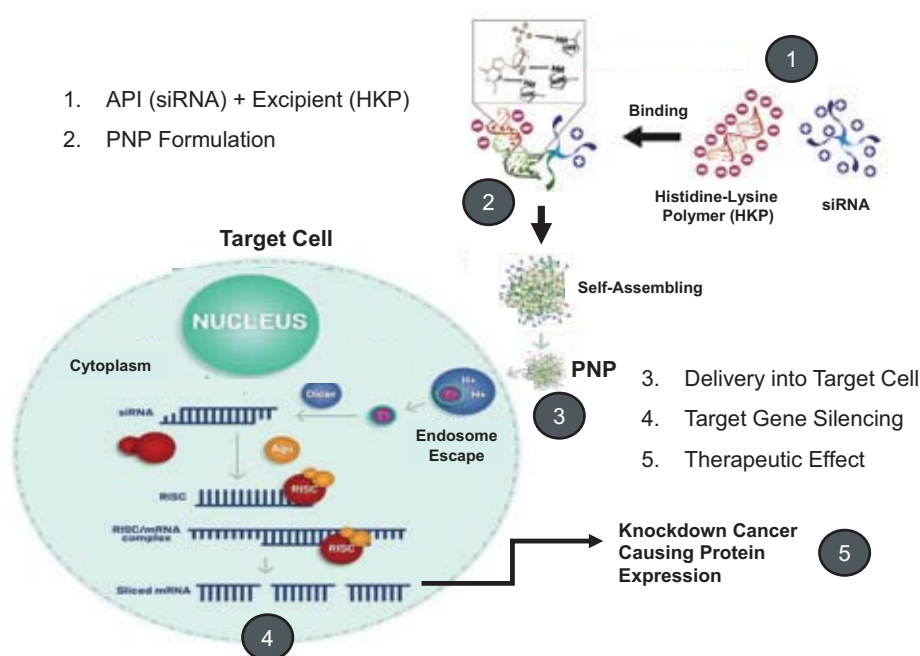 1. API (siRNA) + Excipient (HKP)
2. PNP Formulation
1
Binding
Histidine-Lysine
Polymer (HKP)
siRNA
2
Self-Assembling
PNP
3
3. Delivery into Target Cell
4. Target Gene Silencing
5. Therapeutic Effect
Target Cell
NUCLEUS
Cytoplasm
H+
H+
Endosome
Escape
Dicer
siRNA
Ago
RISC
RISC
RISC/mRNA
complex
RISC
Sliced mRNA
4
Knockdown Cancer
Causing Protein
Expression
5